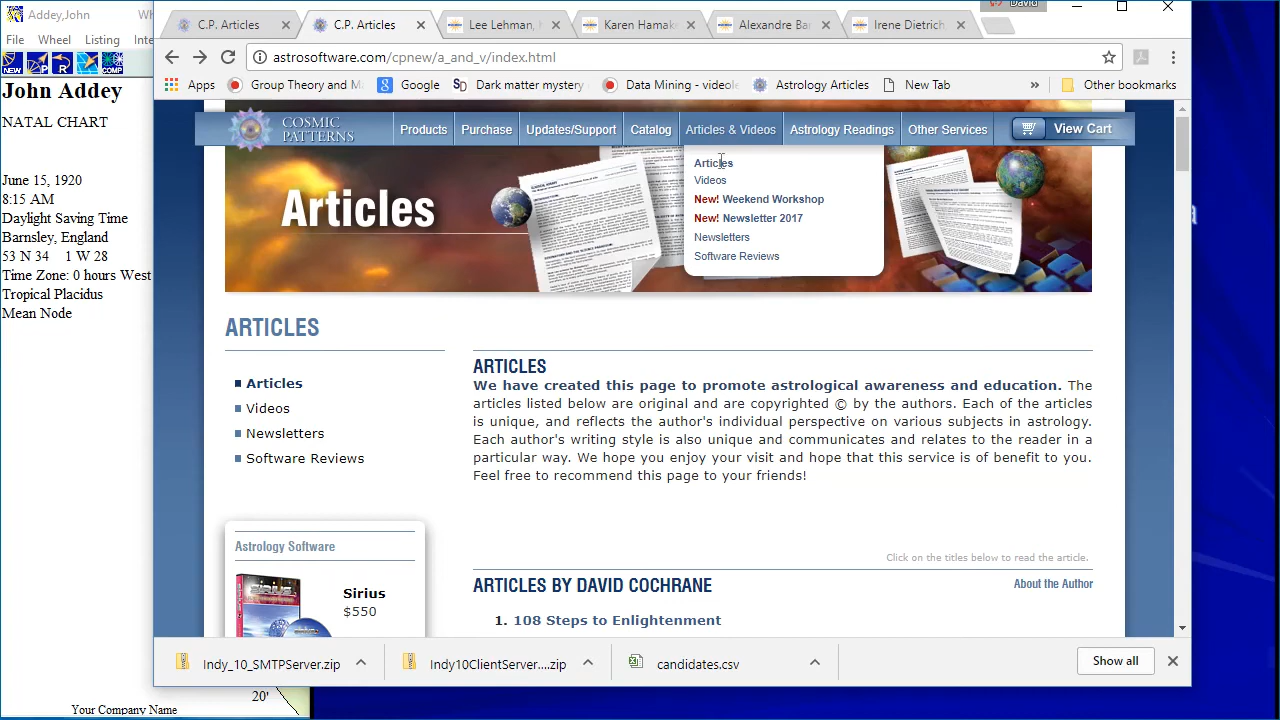 Addey,John
File Wheel Listing Inte
NEW P R COMP
John Addey
NATAL CHART
June 15, 1920
8:15 AM
Daylight Saving Time
Barnsley, England
53 N 34 1 W 28
Time Zone: 0 hours West
Tropical Placidus
Mean Node
20'
Your Company Name
C.P. Articles
C.P. Articles
Lee Lehman,
Karen Hamak
Alexandre Bar
Irene Dietrich
David
astrosoftware.com/cpnew/a_and_v/index.html
Apps Group Theory and M Google Dark matter mystery Data Mining - videole Astrology Articles New Tab » Other bookmarks
COSMIC PATTERNS
Products Purchase Updates/Support Catalog Articles & Videos Astrology Readings Other Services View Cart
Articles
Videos
New! Weekend Workshop
New! Newsletter 2017
Newsletters
Software Reviews
Articles
ARTICLES
Articles
Videos
Newsletters
Software Reviews
ARTICLES
We have created this page to promote astrological awareness and education. The
articles listed below are original and are copyrighted © by the authors. Each of the articles
is unique, and reflects the author's individual perspective on various subjects in astrology.
Each author's writing style is also unique and communicates and relates to the reader in a
particular way. We hope you enjoy your visit and hope that this service is of benefit to you.
Feel free to recommend this page to your friends!
Click on the titles below to read the article.
ARTICLES BY DAVID COCHRANE
About the Author
1. 108 Steps to Enlightenment
Astrology Software
Sirius
$550
Indy_10_SMTPServer.zip
Indy10ClientServer....zip
candidates.csv
Show all